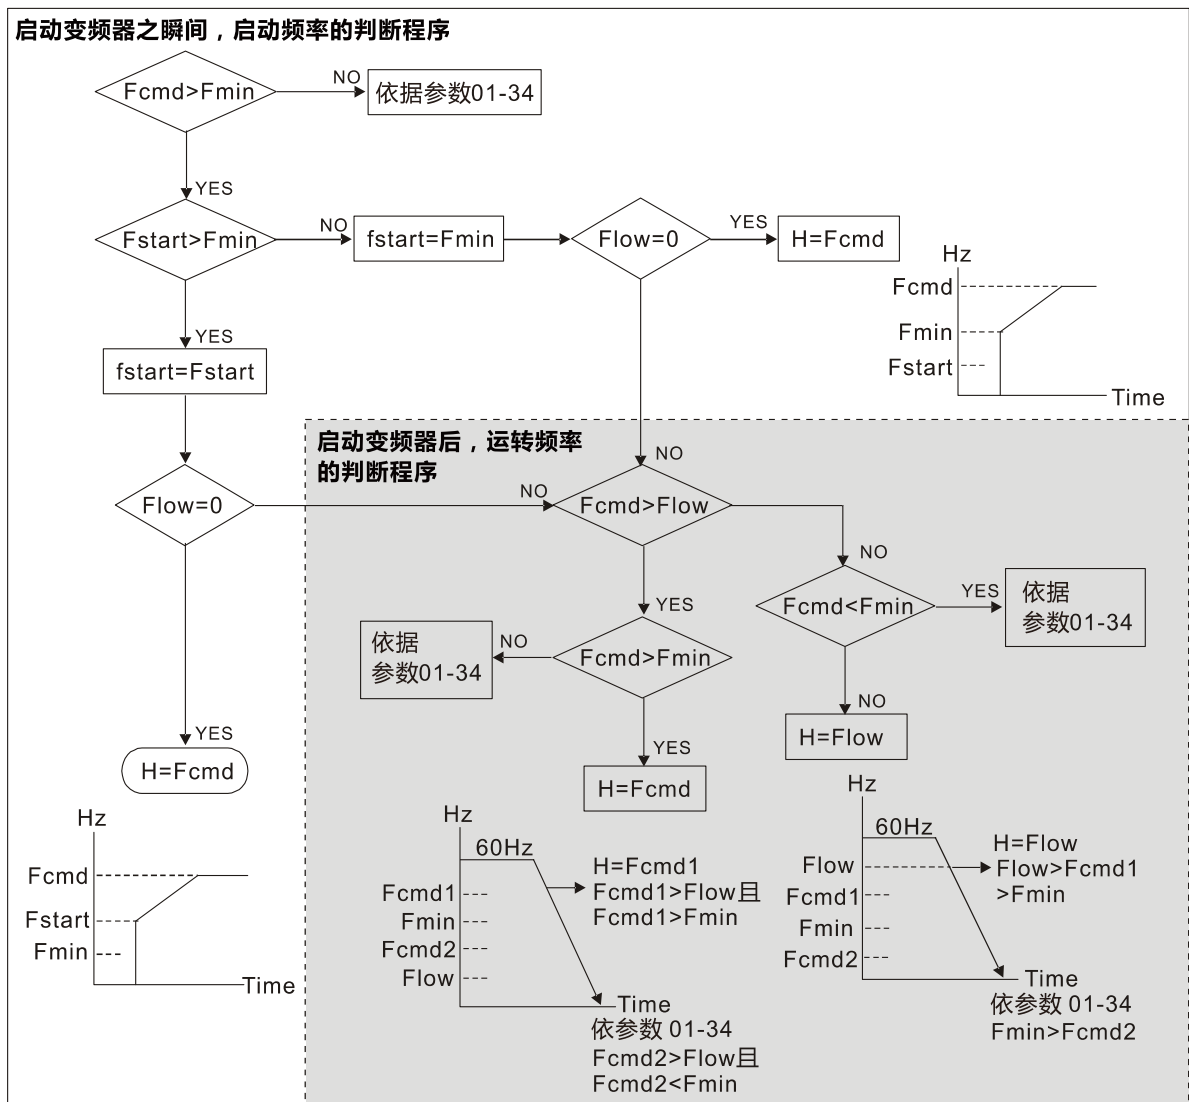 启动变频器之瞬间，启动频率的判断程序
Fcmd>Fmin
NO
依据参数01-34
YES
Fstart>Fmin
NO
fstart=Fmin
Flow=0
YES
H=Fcmd
Hz
Fcmd
Fmin
Fstart
Time
YES
fstart=Fstart
启动变频器后，运转频率
的判断程序
NO
Flow=0
NO
Fcmd>Flow
NO
YES
Fcmd<Fmin
YES
依据
参数01-34
依据
参数01-34
NO
Fcmd>Fmin
NO
H=Flow
YES
H=Fcmd
YES
H=Fcmd
Hz
Fcmd
Fstart
Fmin
Time
Hz
60Hz
Fcmd1
Fmin
Fcmd2
Flow
H=Fcmd1
Fcmd1>Flow且
Fcmd1>Fmin
Time
依参数 01-34
Fcmd2>Flow且
Fcmd2<Fmin
Hz
60Hz
Flow
Fcmd1
Fmin
Fcmd2
H=Flow
Flow>Fcmd1
>Fmin
Time
依参数 01-34
Fmin>Fcmd2